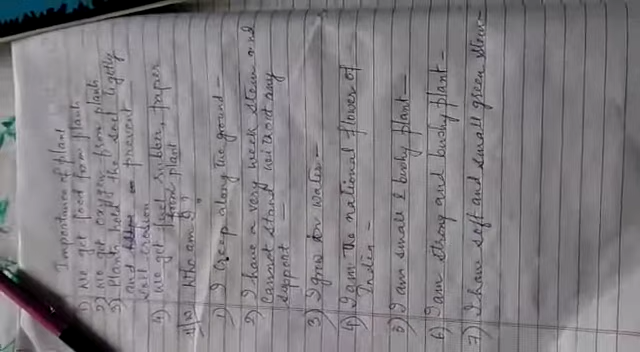 Importance of plant
1) We get food from plants
2) We get oxygen from plants
3) Plants hold the soil tightly
and prevent
soil erosion
4) We get fuel, rubber, paper
from plant
Who am I?
1) I creep along the ground -
2) I have a very weak stem and
cannot stand without any
support -
3) I grow in water -
4) I am the national flower of
India -
5) I am small & bushy plant -
6) I am strong and bushy plant -
7) I have soft and small green stem -